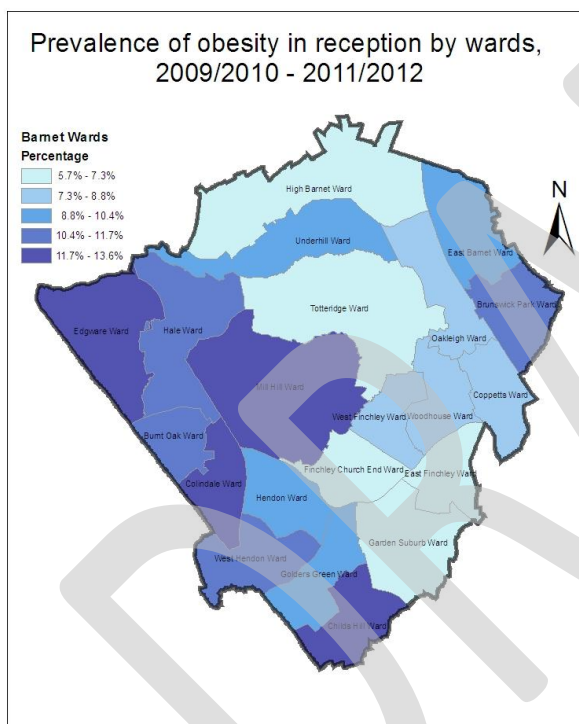 Prevalence of obesity in reception by wards,
2009/2010 - 2011/2012
Barnet Wards
Percentage
5.7% - 7.3%
7.3% - 8.8%
8.8% - 10.4%
10.4% - 11.7%
11.7% - 13.6%
N
High Barnet Ward
Underhill Ward
East Barnet Ward
Brunswick Park Ward
Totteridge Ward
Edgware Ward
Hale Ward
Oakleigh Ward
Mill Hill Ward
Coppetts Ward
West Finchley Ward
Woodhouse Ward
Burnt Oak Ward
Finchley Church End Ward
East Finchley Ward
Colindale Ward
Hendon Ward
Garden Suburb Ward
West Hendon Ward
Golders Green Ward
Childs Hill Ward